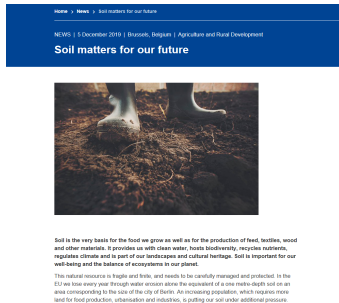 Home > News > Soil matters for our future
NEWS | 5 December 2019 | Brussels, Belgium | Agriculture and Rural Development
Soil matters for our future
Soil is the very basis for the food we grow as well as for the production of feed, textiles, wood
and other materials. It provides us with clean water, hosts biodiversity, recycles nutrients,
regulates climate and is part of our landscapes and cultural heritage. Soil is important for our
well-being and the balance of ecosystems in our planet.
This natural resource is fragile and finite, and needs to be carefully managed and protected. In the
EU we lose every year through water erosion alone the equivalent of a one metre-depth soil on an
area corresponding to the size of the city of Berlin. An increasing population, which requires more
land for food production, urbanisation and industries, is putting our soil under additional pressure.